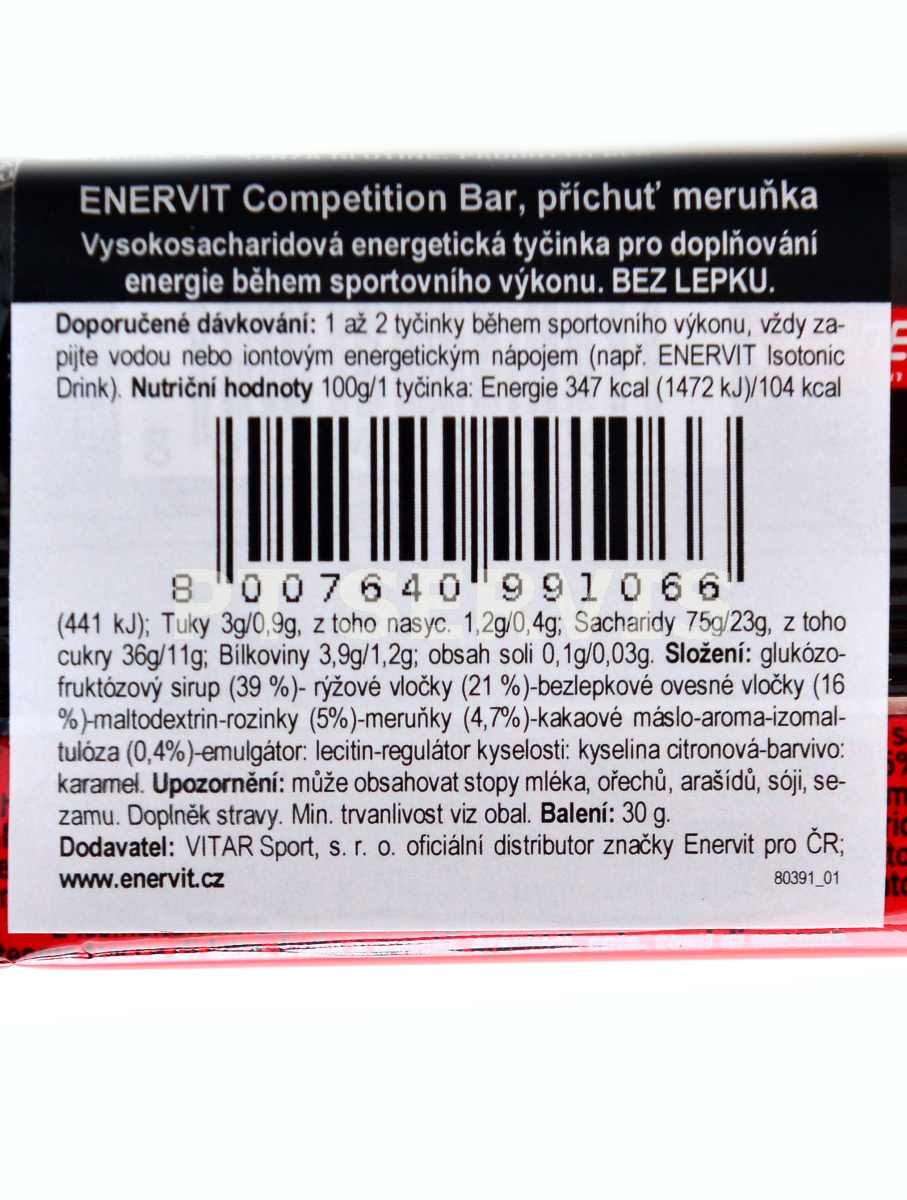 ENERVIT Competition Bar, příchuť meruňka
Vysokosacharidová energetická tyčinka pro doplňování
energie během sportovního výkonu. BEZ LEPKU.
Doporučené dávkování: 1 až 2 tyčinky během sportovního výkonu, vždy za-
pijte vodou nebo iontovým energetickým nápojem (např. ENERVIT Isotonic
Drink). Nutriční hodnoty 100g/1 tyčinka: Energie 347 kcal (1472 kJ)/104 kcal
8 007640 991066
PT SERVIS
(441 kJ); Tuky 3g/0,9g, z toho nasyc. 1,2g/0,4g; Sacharidy 75g/23g, z toho
cukry 36g/11g; Bílkoviny 3,9g/1,2g; obsah soli 0,1g/0,03g. Složení: glukózo-
fruktózový sirup (39 %)- rýžové vločky (21 %)-bezlepkové ovesné vločky (16
%)-maltodextrin-rozinky (5%)-meruňky (4,7%)-kakaové máslo-aroma-izomal-
tulóza (0,4%)-emulgátor: lecitin-regulátor kyselosti: kyselina citronová-barvivo:
karamel. Upozornění: může obsahovat stopy mléka, ořechů, arašídů, sóji, se-
zamu. Doplněk stravy. Min. trvanlivost viz obal. Balení: 30 g.
Dodavatel: VITAR Sport, s. r. o. oficiální distributor značky Enervit pro ČR;
www.enervit.cz 80391_01